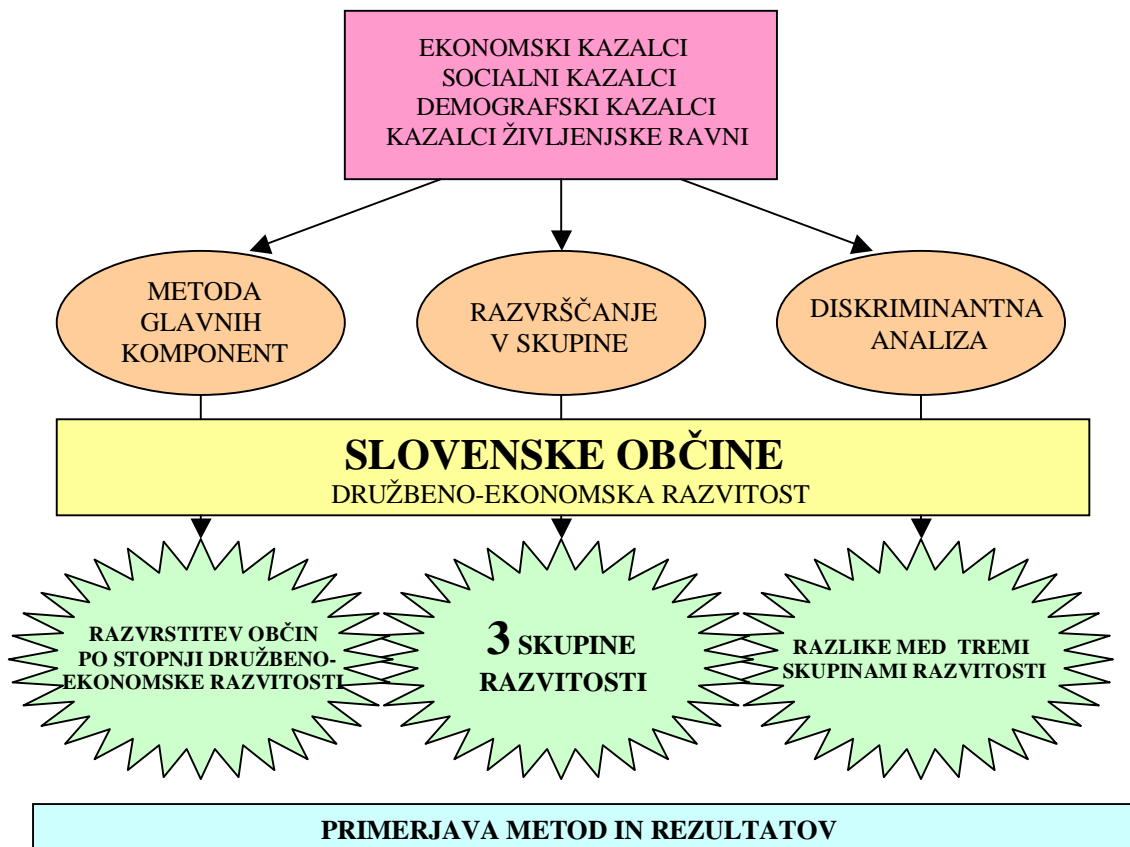 EKONOMSKI KAZALCI
SOCIALNI KAZALCI
DEMOGRAFSKI KAZALCI
KAZALCI ŽIVLJENJSKE RAVNI
METODA
GLAVNIH
KOMPONENT
RAZVRŠČANJE
V SKUPINE
DISKRIMINANTNA
ANALIZA
SLOVENSKE OBČINE
DRUŽBENO-EKONOMSKA RAZVITOST
RAZVRSTITEV OBČIN
PO STOPNJI DRUŽBENO-
EKONOMSKE RAZVITOSTI
3 SKUPINE
RAZVITOSTI
RAZLIKE MED TREMI
SKUPINAMI RAZVITOSTI
PRIMERJAVA METOD IN REZULTATOV